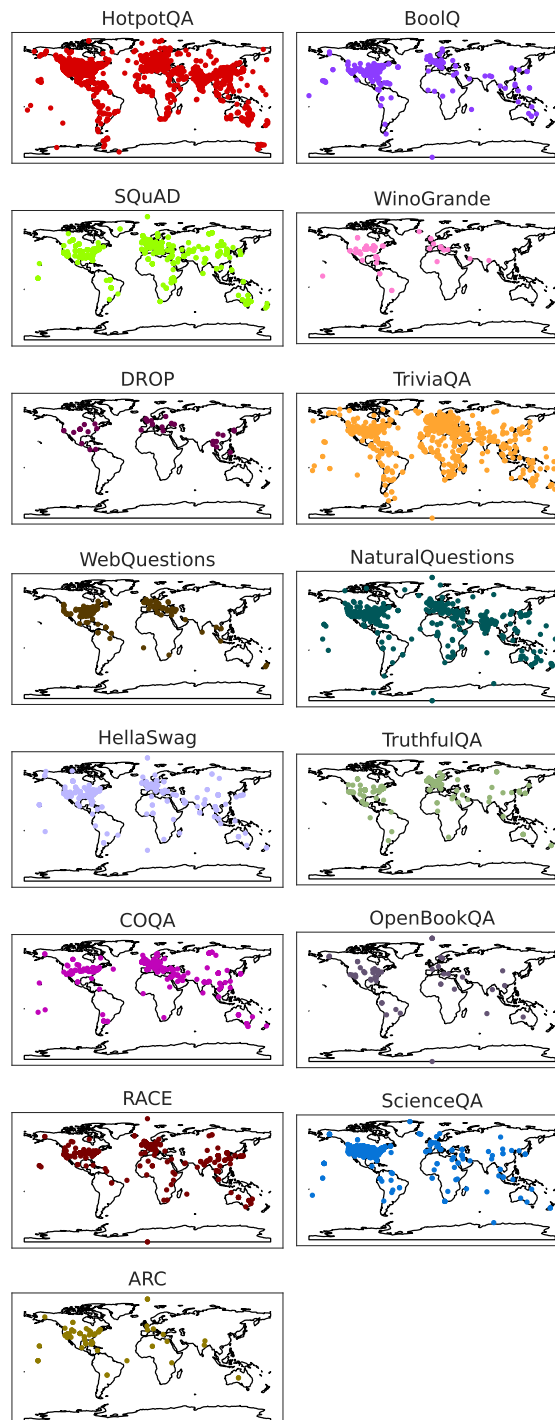 HotpotQA
BoolQ
SQuAD
WinoGrande
DROP
TriviaQA
WebQuestions
NaturalQuestions
HellaSwag
TruthfulQA
COQA
OpenBookQA
RACE
ScienceQA
ARC